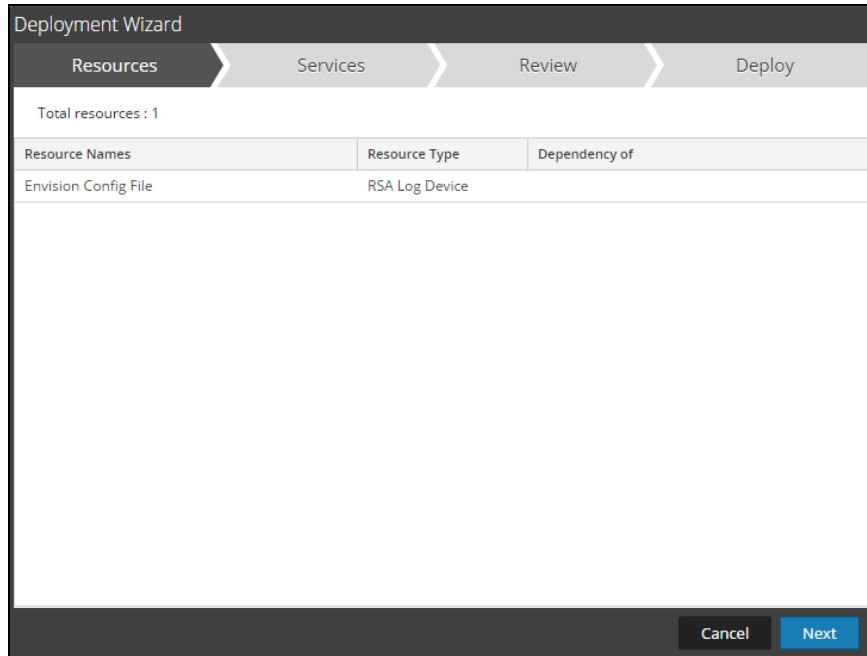 Deployment Wizard
Resources Services Review Deploy
Total resources : 1
Resource Names Resource Type Dependency of
Envision Config File RSA Log Device
Cancel Next